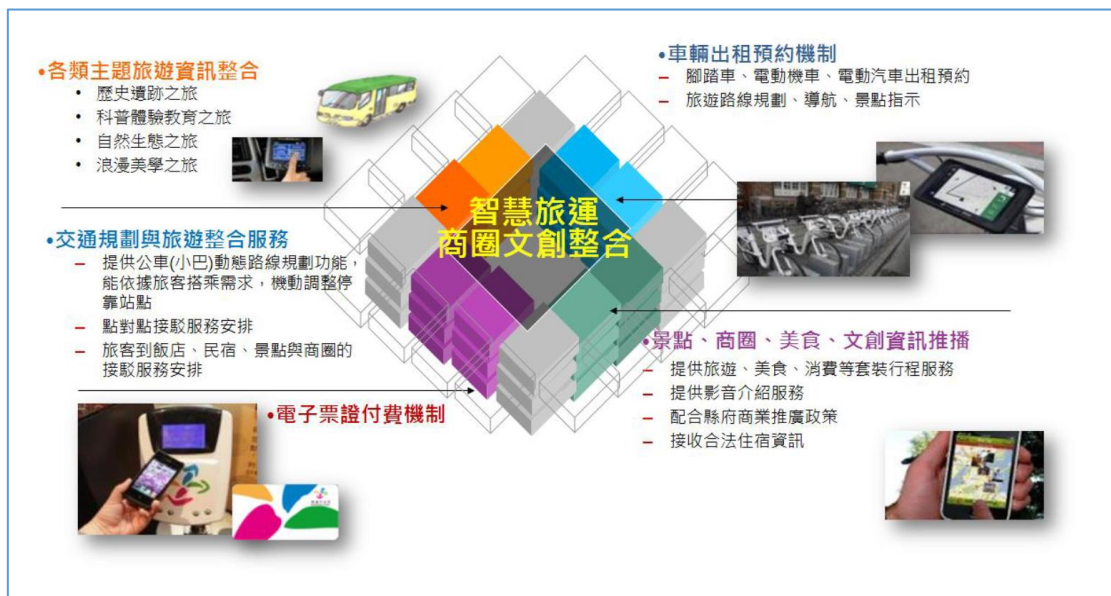 •各類主題旅遊資訊整合
• 歷史遺跡之旅
• 科普體驗教育之旅
• 自然生態之旅
• 浪漫美學之旅
•車輛出租預約機制
– 腳踏車、電動機車、電動汽車出租預約
– 旅遊路線規劃、導航、景點指示
智慧旅運
商圈文創整合
•交通規劃與旅遊整合服務
– 提供公車(小巴)動態路線規劃功能，
能依據旅客搭乘需求，機動調整停
靠站點
– 點對點接駁服務安排
– 旅客到飯店、民宿、景點與商圈的
接駁服務安排
•景點、商圈、美食、文創資訊推播
– 提供旅遊、美食、消費等套裝行程服務
– 提供影音介紹服務
– 配合縣府商業推廣政策
– 接收合法住宿資訊
•電子票證付費機制